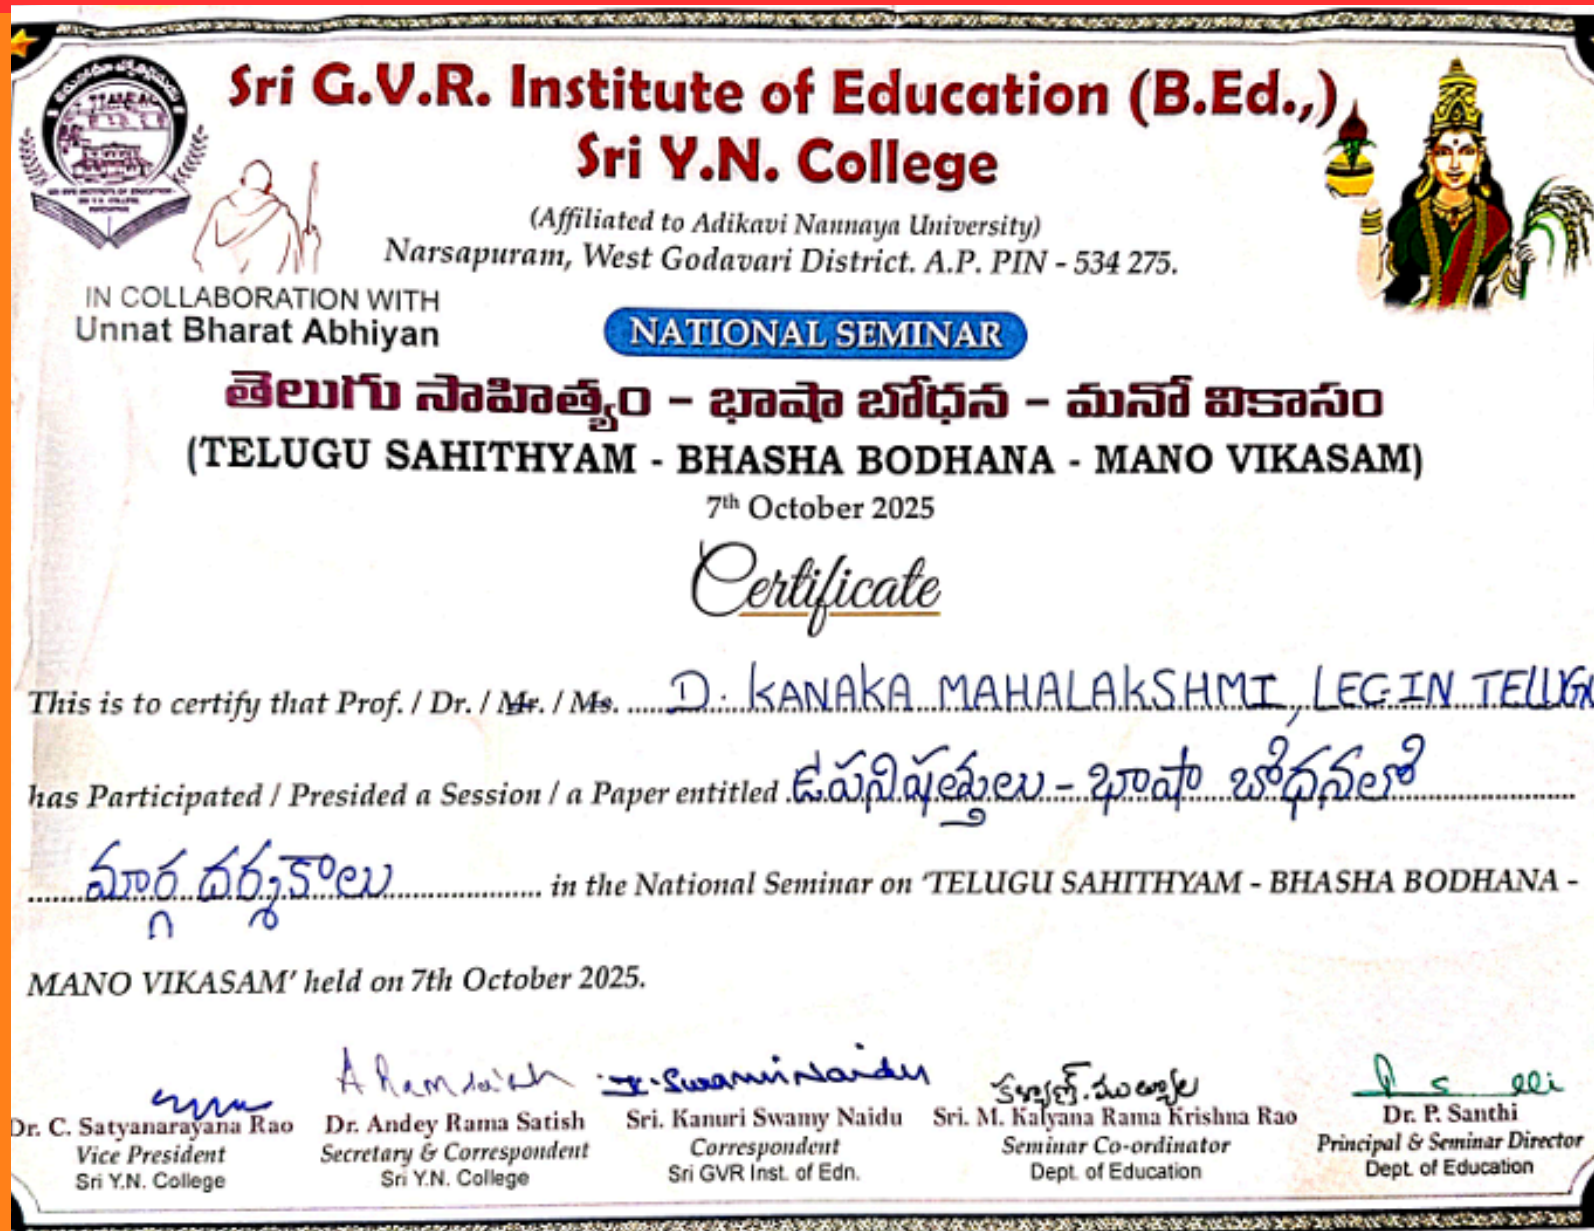 Sri G.V.R. Institute of Education (B.Ed.,)
Sri Y.N. College
(Affiliated to Adikavi Nannaya University)
Narsapuram, West Godavari District. A.P. PIN - 534 275.
IN COLLABORATION WITH
Unnat Bharat Abhiyan
NATIONAL SEMINAR
తెలుగు సాహిత్యం - భాషా బోధన - మనో వికాసం
(TELUGU SAHITHYAM - BHASHA BODHANA - MANO VIKASAM)
7th October 2025
Certificate
This is to certify that Prof. / Dr. / Mr. / Ms. D. KANAKA MAHALAKSHMI, LEC IN TELUGU
has Participated / Presided a Session / a Paper entitled ఉపనిషత్తులు - భాషా బోధనలో
మార్గ దర్శకాలు in the National Seminar on 'TELUGU SAHITHYAM - BHASHA BODHANA -
MANO VIKASAM' held on 7th October 2025.
A Ram Satish K. Swami Naidu
Dr. C. Satyanarayana Rao Dr. Andey Rama Satish Sri. Kanuri Swamy Naidu Sri. M. Kalyana Rama Krishna Rao Dr. P. Santhi
Vice President Secretary & Correspondent Correspondent Seminar Co-ordinator Principal & Seminar Director
Sri Y.N. College Sri Y.N. College Sri GVR Inst. of Edn. Dept. of Education Dept. of Education